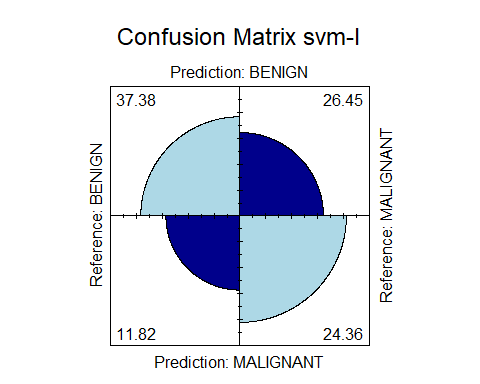 Confusion Matrix svm-l
Prediction: BENIGN
37.38
26.45
Reference: BENIGN
Reference: MALIGNANT
11.82
24.36
Prediction: MALIGNANT